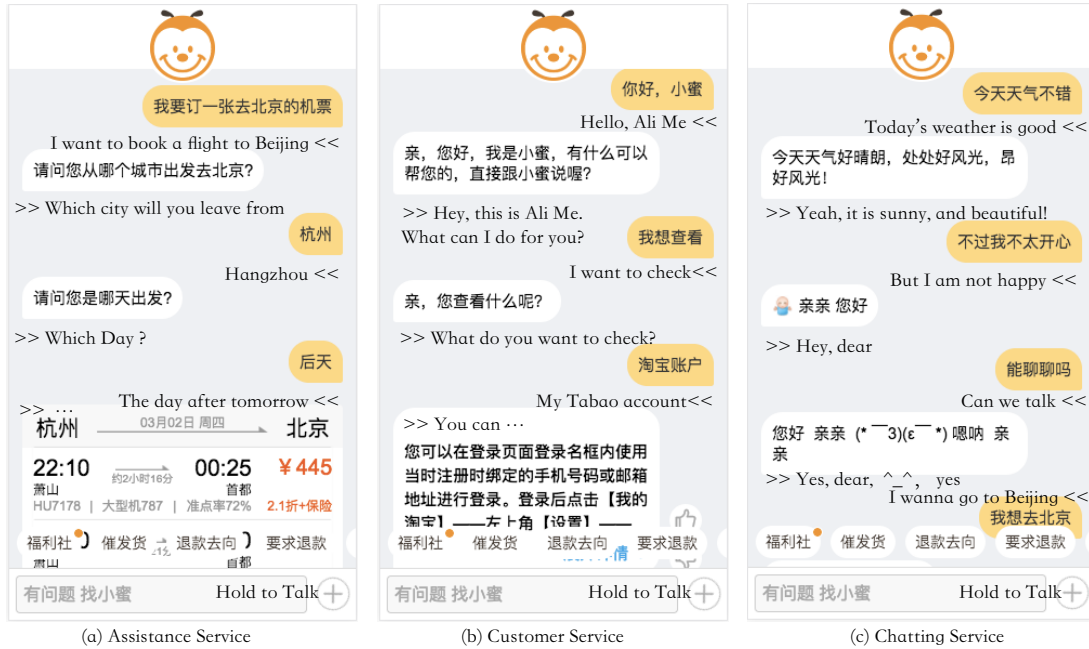 我要订一张去北京的机票
I want to book a flight to Beijing <<
请问您从哪个城市出发去北京?
>> Which city will you leave from
杭州
Hangzhou <<
请问您是哪天出发?
>> Which Day ?
后天
The day after tomorrow <<
>> ...
杭州 03月02日 周四 北京
22:10 约2小时16分 00:25 ￥445
萧山 首都
HU7178 | 大型机787 | 准点率72% 2.1折+保险
福利社 催发货 退款去向 要求退款
萧山 首都
有问题 找小蜜 Hold to Talk
(a) Assistance Service
你好，小蜜
Hello, Ali Me <<
亲，您好，我是小蜜，有什么可以
帮您的，直接跟小蜜说喔?
>> Hey, this is Ali Me.
What can I do for you?
我想查看
I want to check<<
亲，您查看什么呢?
>> What do you want to check?
淘宝账户
My Tabao account<<
>> You can ...
您可以在登录页面登录名框内使用
当时注册时绑定的手机号码或邮箱
地址进行登录。登录后点击【我的
淘宝】——左上角【设置】——
福利社 催发货 退款去向 要求退款
有问题 找小蜜 Hold to Talk
(b) Customer Service
今天天气不错
Today's weather is good <<
今天天气好晴朗，处处好风光，昂
好风光!
>> Yeah, it is sunny, and beautiful!
不过我不太开心
But I am not happy <<
亲亲 您好
>> Hey, dear
能聊聊吗
Can we talk <<
您好 亲亲 (*￣3)(ε￣*) 嗯呐 亲
亲
>> Yes, dear, ^_^, yes
I wanna go to Beijing <<
我想去北京
福利社 催发货 退款去向 要求退款
有问题 找小蜜 Hold to Talk
(c) Chatting Service